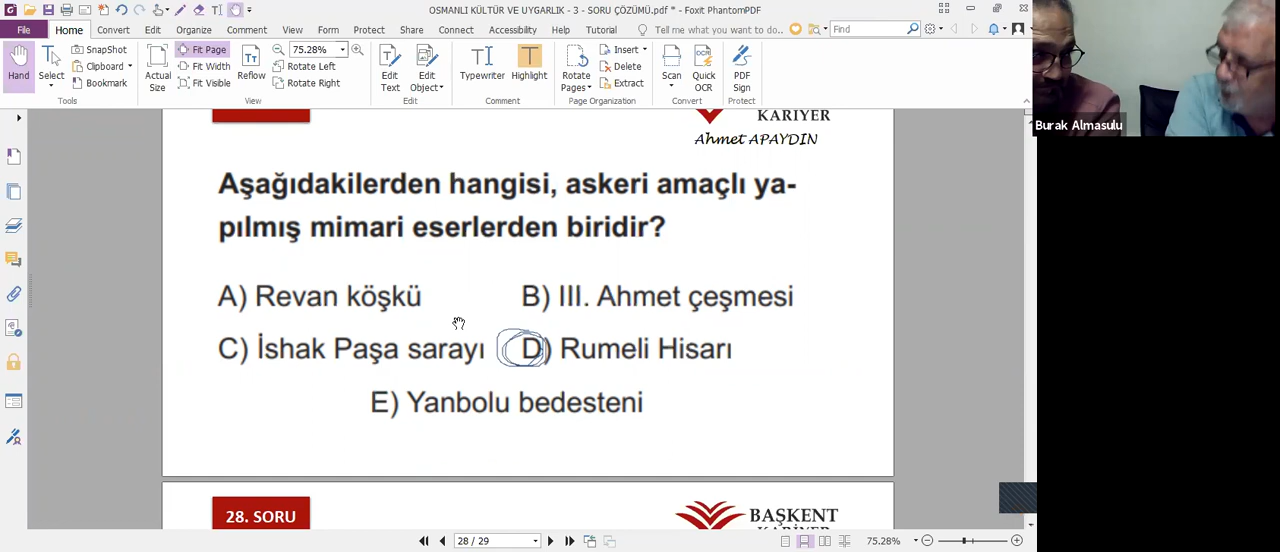 OSMANLI KÜLTÜR VE UYGARLIK - 3 - SORU ÇÖZÜMÜ.pdf * - Foxit PhantomPDF
File Home Convert Edit Organize Comment View Form Protect Share Connect Accessibility Help Tutorial Tell me what you want to do.. Find
Hand
Select
SnapShot
Clipboard
Bookmark
Actual Size
Fit Page
Fit Width
Fit Visible
Reflow
75.28%
Rotate Left
Rotate Right
Edit Text
Edit Object
Typewriter
Highlight
Rotate Pages
Insert
Delete
Extract
Scan
Quick OCR
PDF Sign
Tools View Edit Comment Page Organization Convert Protect
Burak Almasulu
KARİYER
Ahmet APAYDIN
Aşağıdakilerden hangisi, askeri amaçlı ya-
pılmış mimari eserlerden biridir?
A) Revan köşkü B) III. Ahmet çeşmesi
C) İshak Paşa sarayı D) Rumeli Hisarı
E) Yanbolu bedesteni
28. SORU
BAŞKENT
KARİYER
28 / 29
75.28%